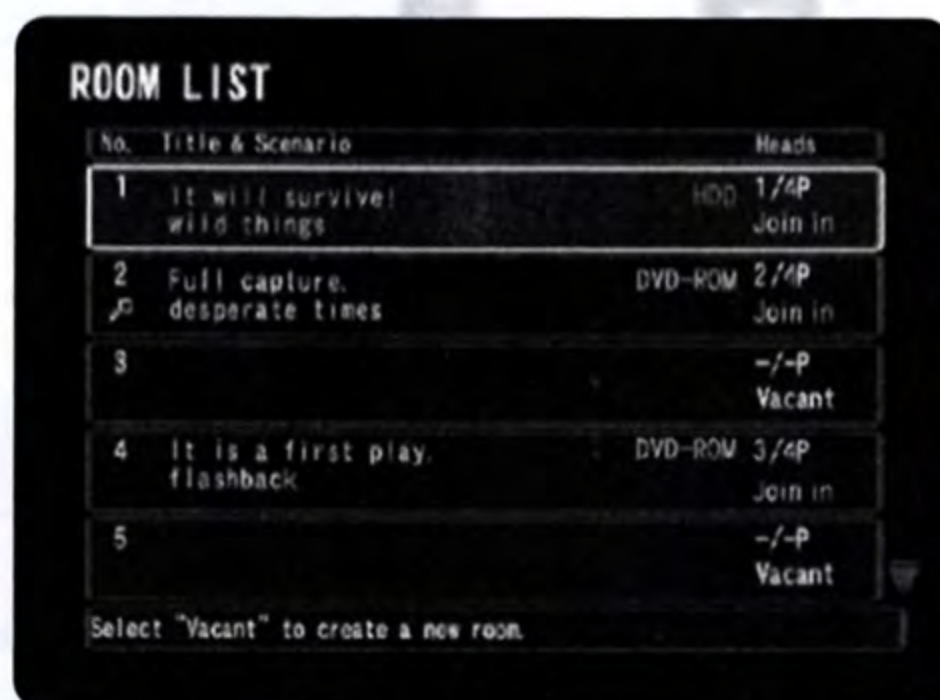 ROOM LIST
No. Title & Scenario Heads
1 It will survive! HDD 1/4P
wild things Join in
2 Full capture. DVD-ROM 2/4P
desperate times Join in
3 -/-P
Vacant
4 It is a first play. DVD-ROM 3/4P
flashback Join in
5 -/-P
Vacant
Select "Vacant" to create a new room.